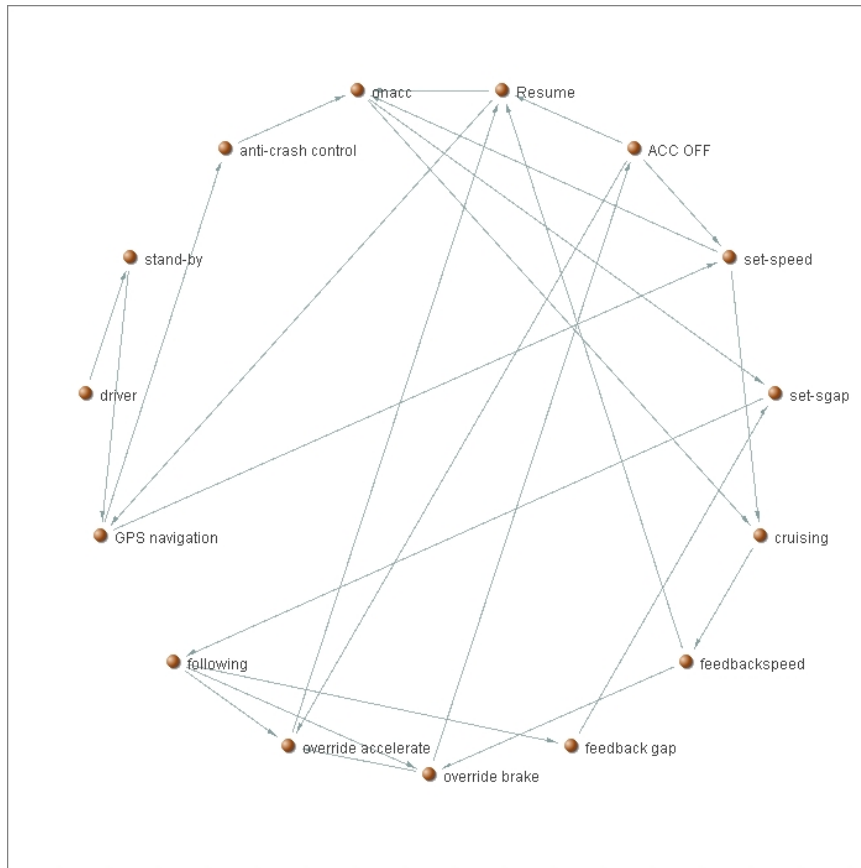 onacc
Resume
anti-crash control
ACC OFF
stand-by
set-speed
driver
set-sgap
GPS navigation
cruising
following
feedbackspeed
override accelerate
feedback gap
override brake